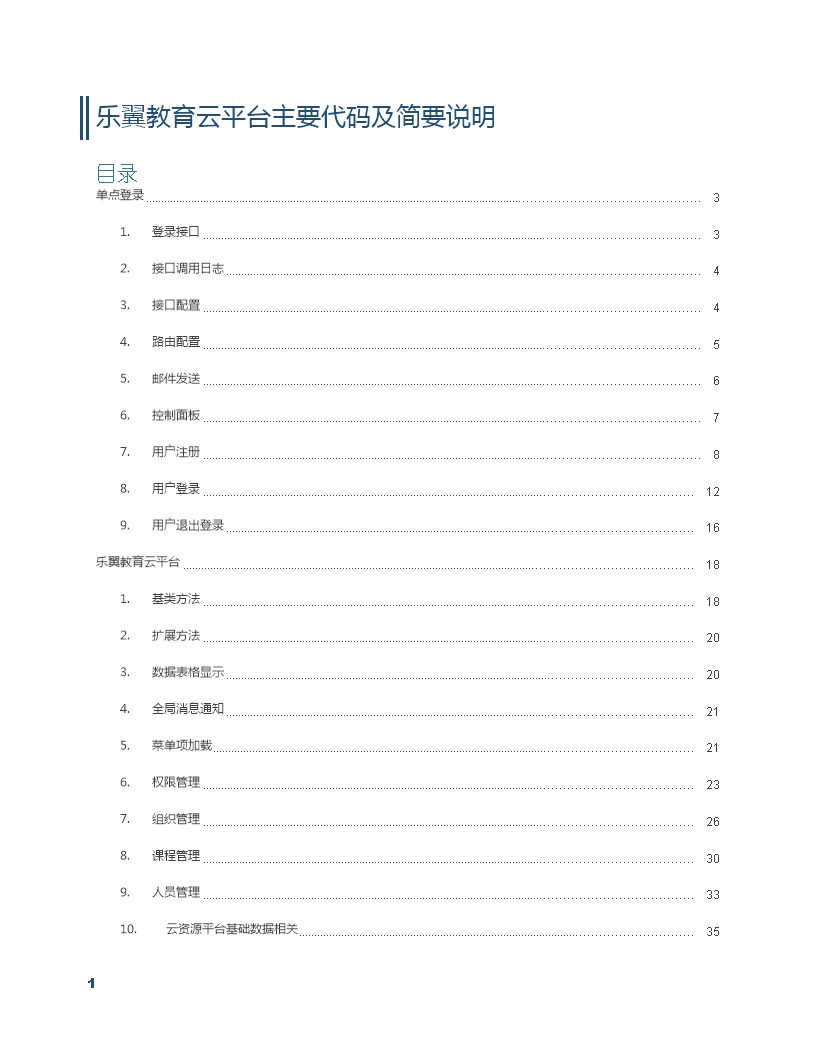 乐翼教育云平台主要代码及简要说明
目录
单点登录 3
1. 登录接口 3
2. 接口调用日志 4
3. 接口配置 4
4. 路由配置 5
5. 邮件发送 6
6. 控制面板 7
7. 用户注册 8
8. 用户登录 12
9. 用户退出登录 16
乐翼教育云平台 18
1. 基类方法 18
2. 扩展方法 20
3. 数据表格显示 20
4. 全局消息通知 21
5. 菜单项加载 21
6. 权限管理 23
7. 组织管理 26
8. 课程管理 30
9. 人员管理 33
10. 云资源平台基础数据相关 35
1